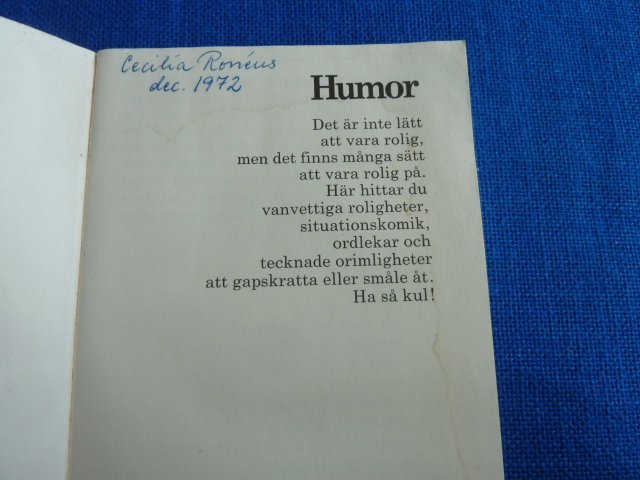 Cecilia Ronéus
dec. 1972
Humor
Det är inte lätt
att vara rolig,
men det finns många sätt
att vara rolig på.
Här hittar du
vanvettiga roligheter,
situationskomik,
ordlekar och
tecknade orimligheter
att gapskratta eller småle åt.
Ha så kul!